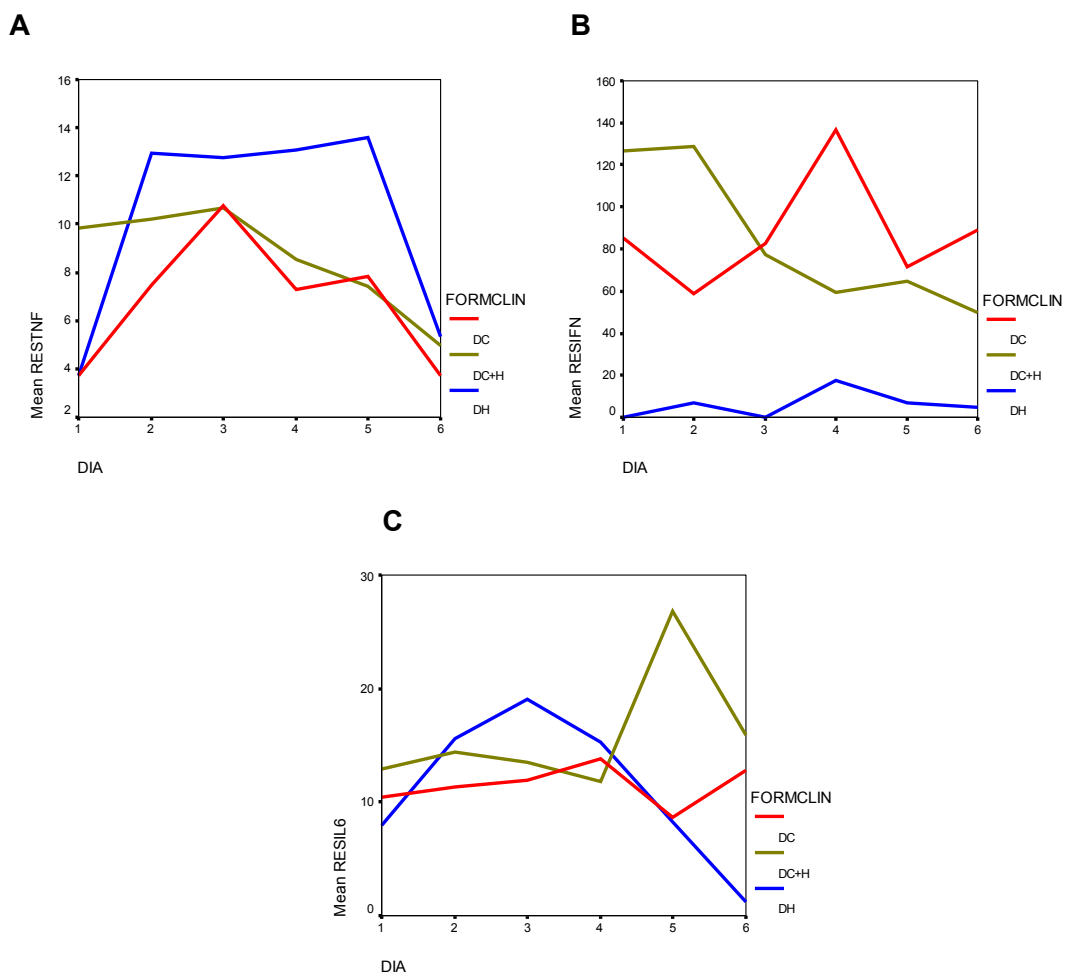 A
16
14
12
10
8
6
4
2
1 2 3 4 5 6
Mean RESTNF
DIA
FORMCLIN
DC
DC+H
DH
B
160
140
120
100
80
60
40
20
0
1 2 3 4 5 6
Mean RESIFN
DIA
FORMCLIN
DC
DC+H
DH
C
30
20
10
0
1 2 3 4 5 6
Mean RESIL6
DIA
FORMCLIN
DC
DC+H
DH